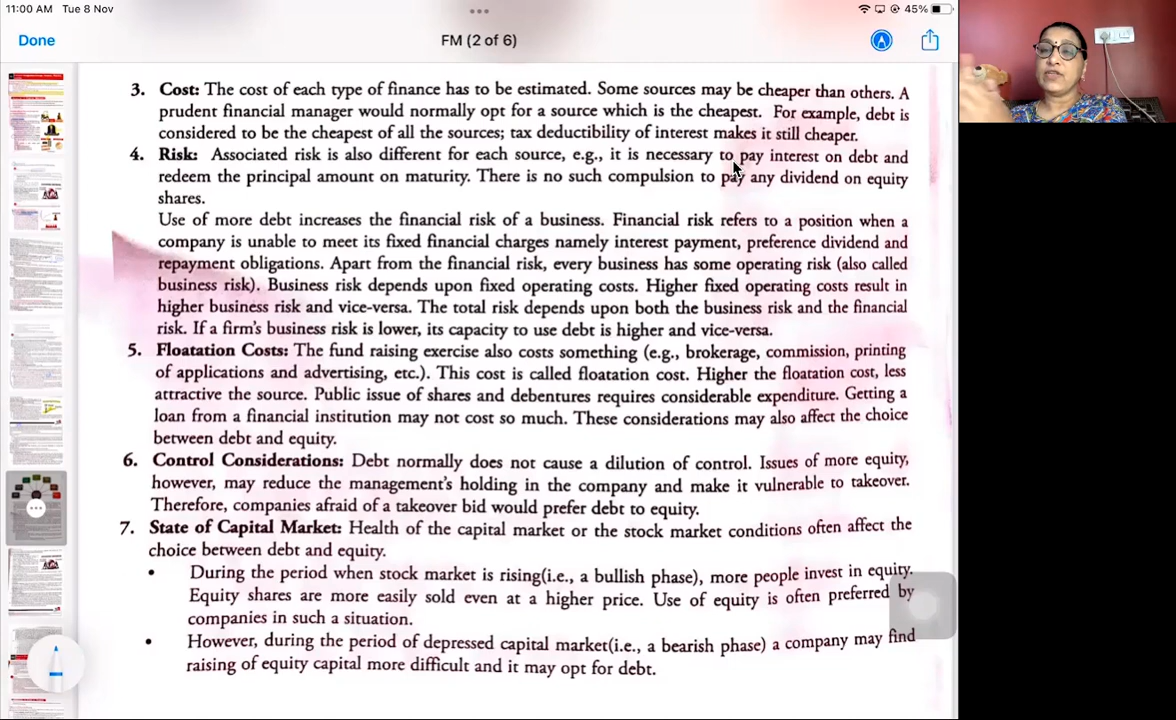 11:00 AM Tue 8 Nov
45%
Done
FM (2 of 6)
3. Cost: The cost of each type of finance has to be estimated. Some sources may be cheaper than others. A
prudent financial manager would normally opt for a source which is the cheapest. For example, debt is
considered to be the cheapest of all the sources; tax deductibility of interest makes it still cheaper.
4. Risk: Associated risk is also different for each source, e.g., it is necessary to pay interest on debt and
redeem the principal amount on maturity. There is no such compulsion to pay any dividend on equity
shares.
Use of more debt increases the financial risk of a business. Financial risk refers to a position when a
company is unable to meet its fixed financial charges namely interest payment, preference dividend and
repayment obligations. Apart from the financial risk, every business has some operating risk (also called
business risk). Business risk depends upon fixed operating costs. Higher fixed operating costs result in
higher business risk and vice-versa. The total risk depends upon both the business risk and the financial
risk. If a firm's business risk is lower, its capacity to use debt is higher and vice-versa.
5. Floatation Costs: The fund raising exercise also costs something (e.g., brokerage, commission, printing
of applications and advertising, etc.). This cost is called floatation cost. Higher the floatation cost, less
attractive the source. Public issue of shares and debentures requires considerable expenditure. Getting a
loan from a financial institution may not cost so much. These considerations may also affect the choice
between debt and equity.
6. Control Considerations: Debt normally does not cause a dilution of control. Issues of more equity,
however, may reduce the management's holding in the company and make it vulnerable to takeover.
Therefore, companies afraid of a takeover bid would prefer debt to equity.
7. State of Capital Market: Health of the capital market or the stock market conditions often affect the
choice between debt and equity.
• During the period when stock market is rising(i.e., a bullish phase), more people invest in equity.
Equity shares are more easily sold even at a higher price. Use of equity is often preferred by
companies in such a situation.
• However, during the period of depressed capital market(i.e., a bearish phase) a company may find
raising of equity capital more difficult and it may opt for debt.